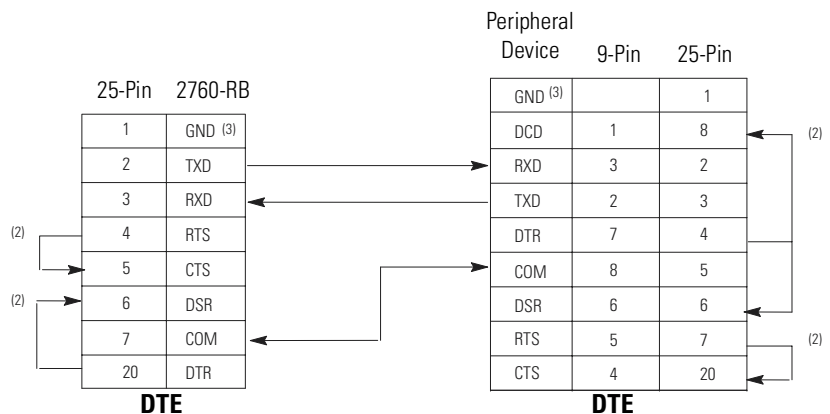 Peripheral
Device 9-Pin 25-Pin
25-Pin 2760-RB
GND (3) 1
1 GND (3)
DCD 1 8 (2)
2 TXD
RXD 3 2
3 RXD
TXD 2 3
(2) 4 RTS
DTR 7 4
5 CTS
COM 8 5
(2) 6 DSR
DSR 6 6
7 COM
RTS 5 7 (2)
20 DTR
CTS 4 20
DTE DTE